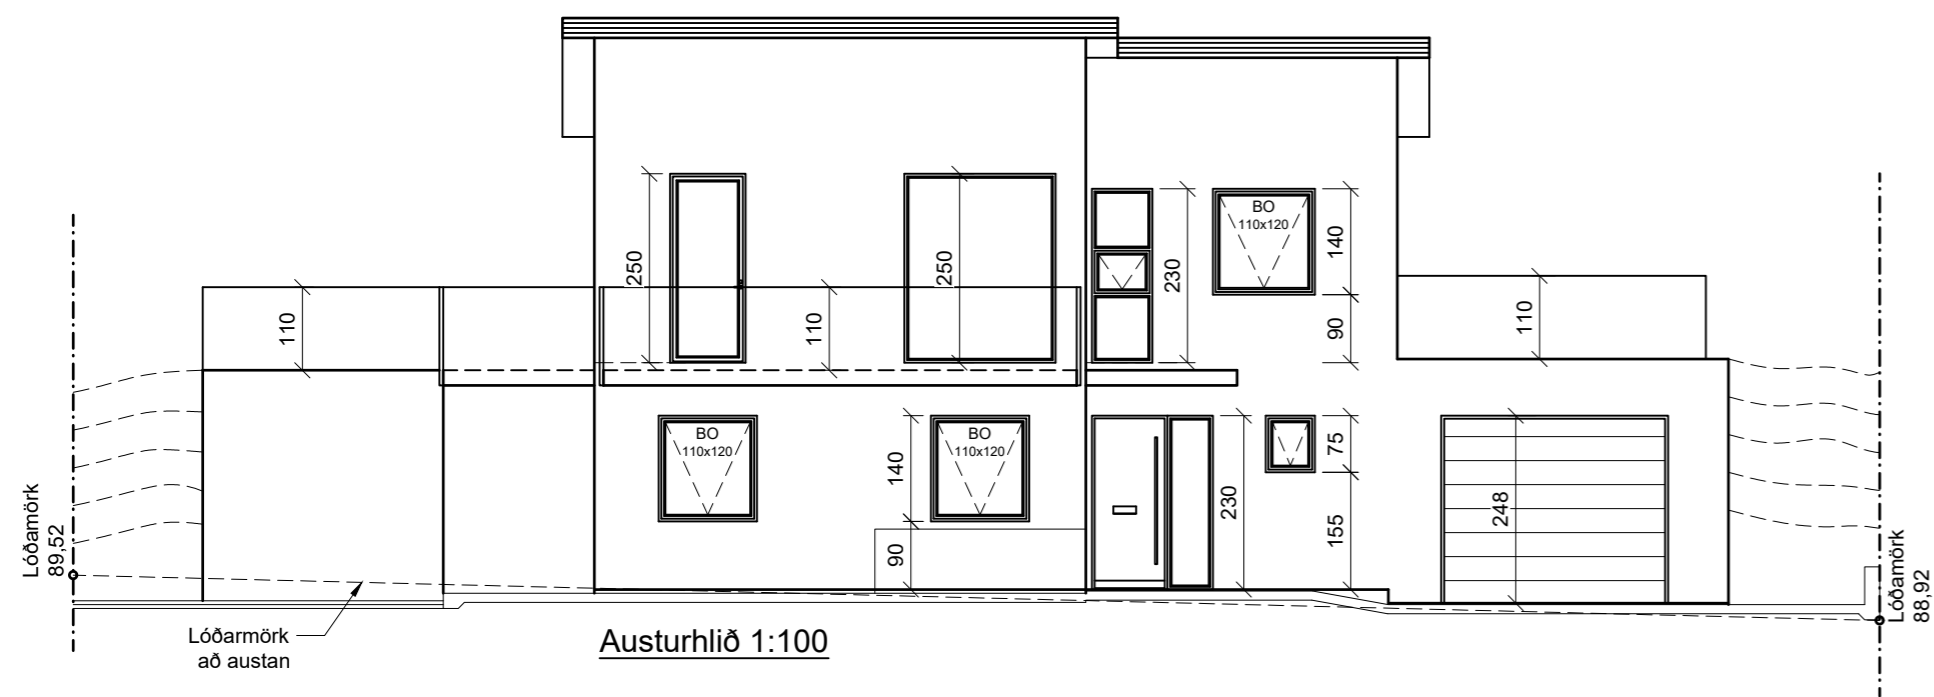 BO
110x120
140
250
250
230
110
110
90
110
BO
110x120
BO
110x120
140
75
230
248
155
90
Lóðamörk
89,52
Lóðamörk
88,92
Lóðarmörk
að austan
Austurhlið 1:100